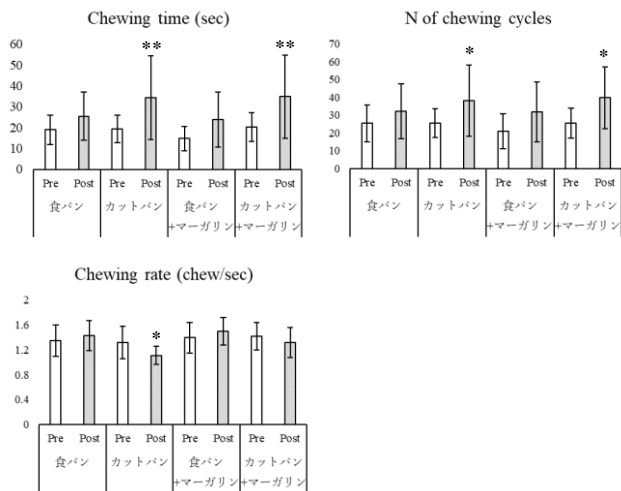 Chewing time (sec)
60
50
40
30
20
10
0
** **
Pre Post Pre Post Pre Post Pre Post
食パン カットパン 食パン カットパン
+マーガリン +マーガリン
N of chewing cycles
70
60
50
40
30
20
10
0
* *
Pre Post Pre Post Pre Post Pre Post
食パン カットパン 食パン カットパン
+マーガリン +マーガリン
Chewing rate (chew/sec)
2
1.6
1.2
0.8
0.4
0
*
Pre Post Pre Post Pre Post Pre Post
食パン カットパン 食パン カットパン
+マーガリン +マーガリン